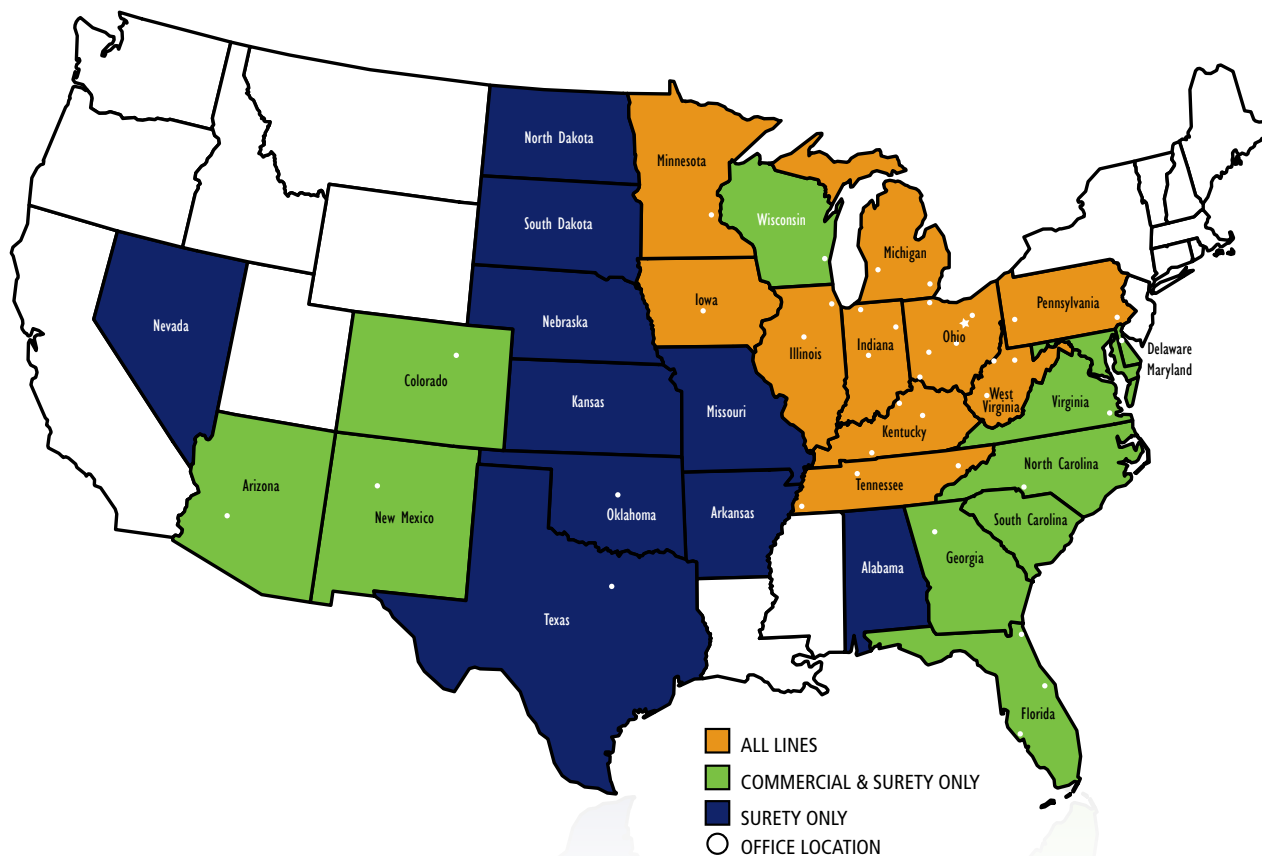 North Dakota
Minnesota
South Dakota
Wisconsin
Michigan
Iowa
Pennsylvania
Nevada
Nebraska
Illinois
Indiana
Ohio
Delaware
Maryland
Colorado
Kansas
Missouri
West
Virginia
Virginia
Kentucky
North Carolina
Arizona
New Mexico
Oklahoma
Arkansas
Tennessee
South Carolina
Georgia
Alabama
Texas
Florida
ALL LINES
COMMERCIAL & SURETY ONLY
SURETY ONLY
OFFICE LOCATION